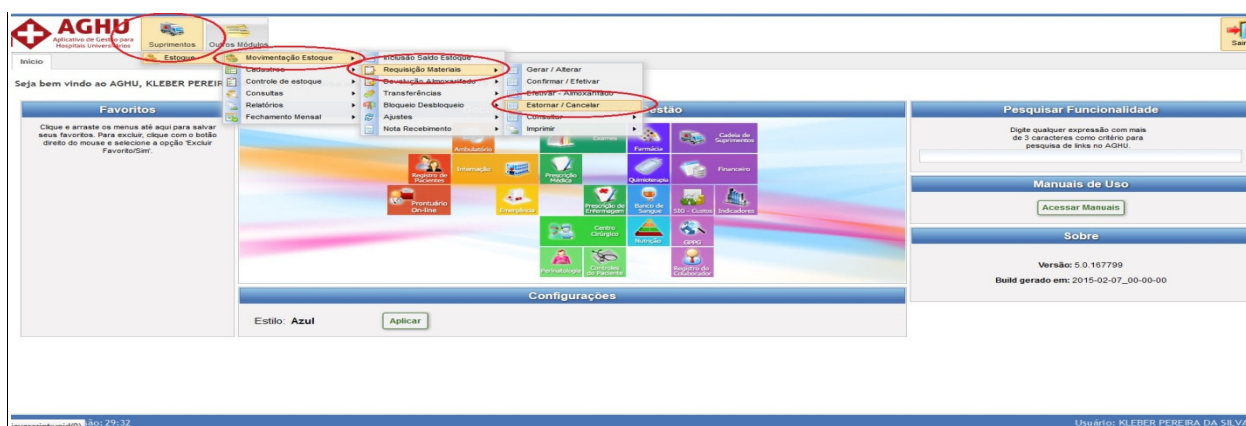 AGHU
Aplicativo de Gestão para
Hospitais Universitários
Suprimentos
Outros Módulos
Sair
Início
Estoque
Movimentação Estoque
Cadastros
Controle de estoque
Consultas
Relatórios
Fechamento Mensal
Inclusão Saldo Estoque
Requisição Materiais
Devolução Almoxarifado
Transferências
Bloqueio Desbloqueio
Ajustes
Nota Recebimento
Gerar / Alterar
Confirmar / Efetivar
Efetivar - Almoxarifado
Estornar / Cancelar
Consultar
Imprimir
Seja bem vindo ao AGHU, KLEBER PEREIR
Favoritos
Clique e arraste os menus até aqui para salvar
seus favoritos. Para excluir, clique com o botão
direito do mouse e selecione a opção 'Excluir
Favorito/Sim'.
stão
Exames
Ambulatório
Farmácia
Cadeia de
Suprimentos
Registro de
Pacientes
Internação
Prescrição
Médica
Quimioterapia
Financeiro
Prontuário
On-line
Emergência
Prescrição de
Enfermagem
Banco de
Sangue
SIG - Custos
Indicadores
Centro
Cirúrgico
Nutrição
GPPG
Perinatologia
Controles
do Paciente
Registro do
Colaborador
Configurações
Estilo: Azul
Aplicar
Pesquisar Funcionalidade
Digite qualquer expressão com mais
de 3 caracteres como critério para
pesquisa de links no AGHU.
Manuais de Uso
Acessar Manuais
Sobre
Versão: 5.0.167799
Build gerado em: 2015-02-07_00-00-00
são: 29:32
Usuário: KLEBER PEREIRA DA SILVA